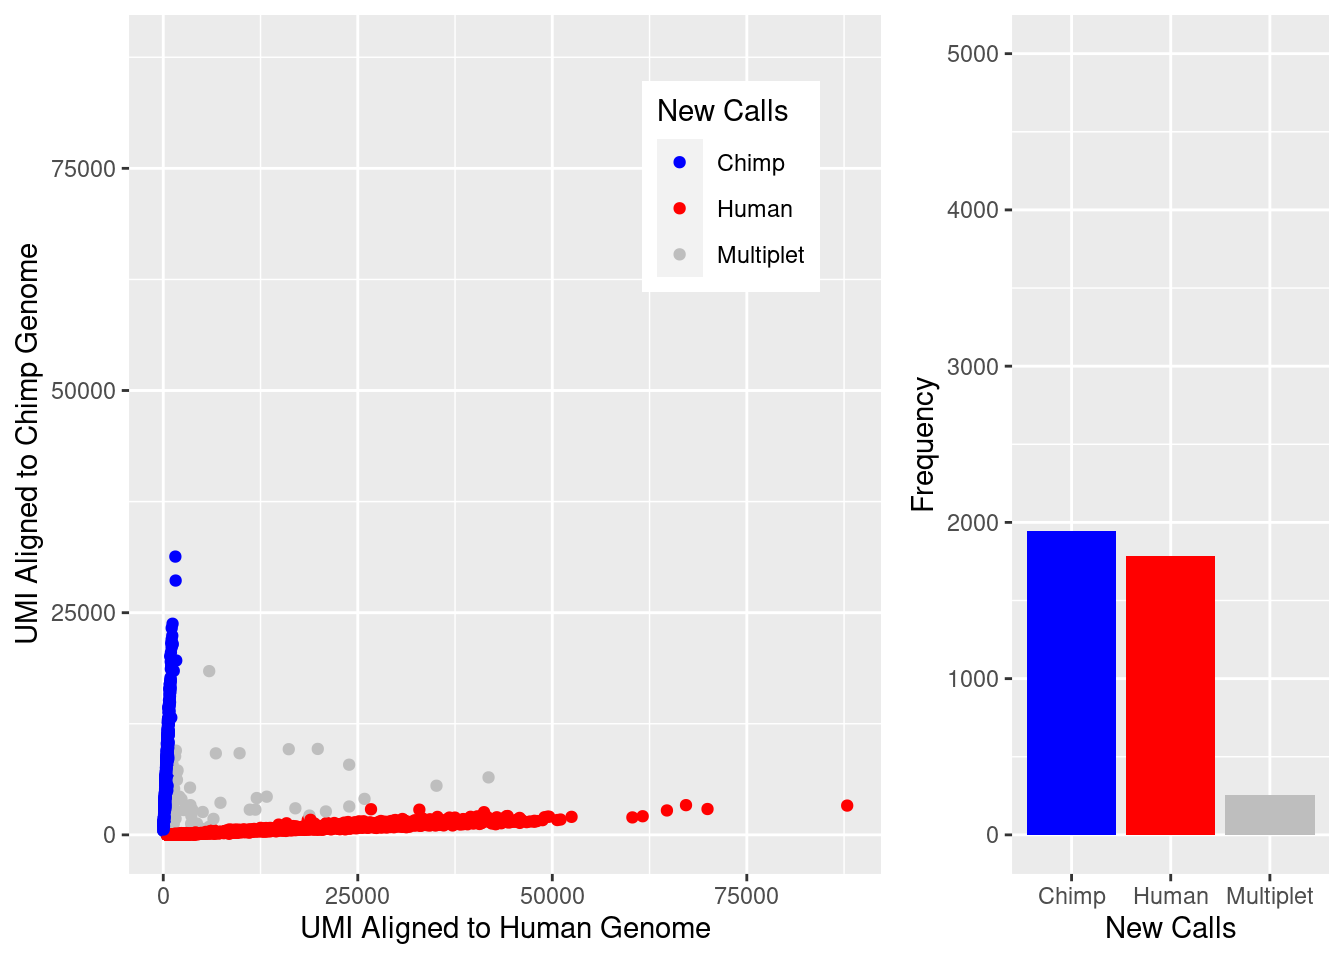 UMI Aligned to Chimp Genome
75000
50000
25000
0
New Calls
Chimp
Human
Multiplet
0
25000
50000
75000
UMI Aligned to Human Genome
Frequency
5000
4000
3000
2000
1000
0
Chimp
Human
Multiplet
New Calls